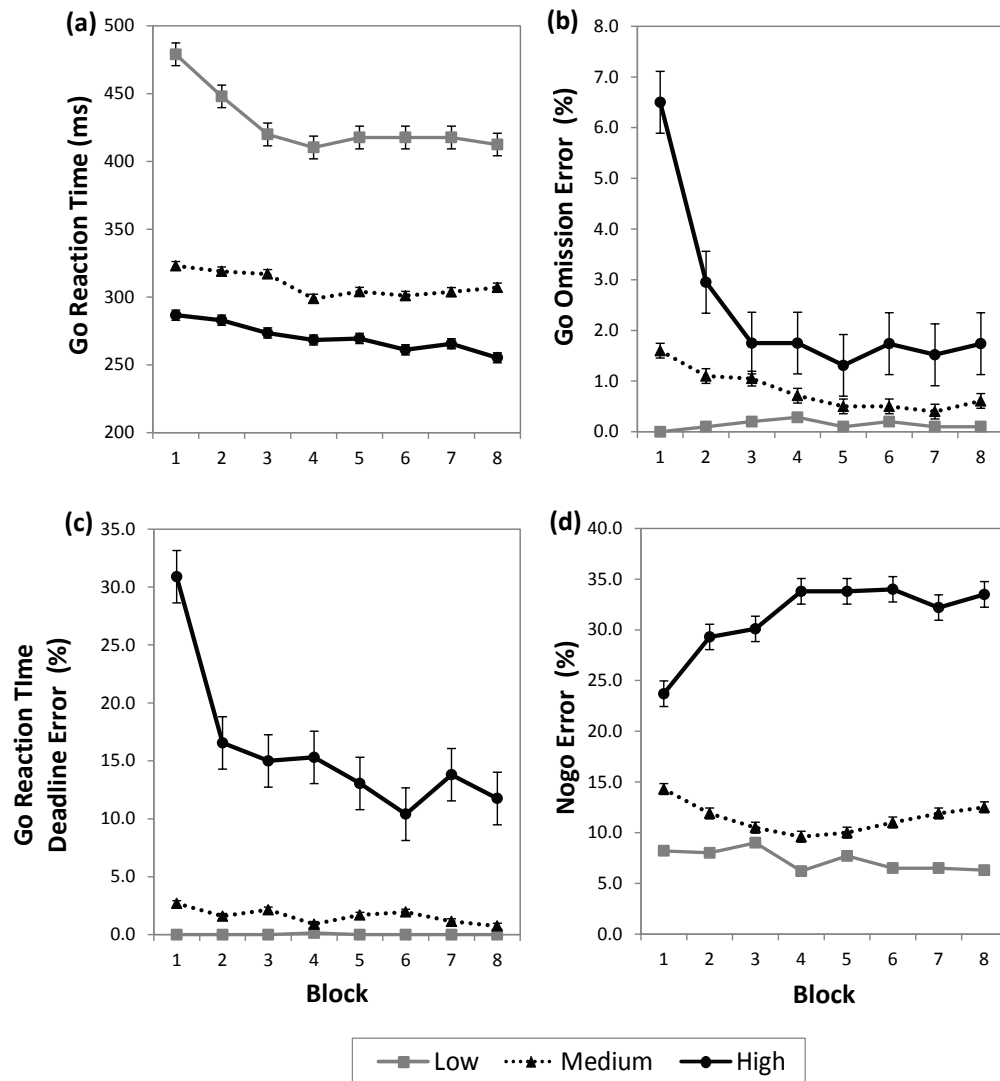 (a)
Go Reaction Time (ms)
500
450
400
350
300
250
200
1 2 3 4 5 6 7 8
(b)
Go Omission Error (%)
8.0
7.0
6.0
5.0
4.0
3.0
2.0
1.0
0.0
1 2 3 4 5 6 7 8
(c)
Go Reaction TIme
Deadline Error (%)
35.0
30.0
25.0
20.0
15.0
10.0
5.0
0.0
1 2 3 4 5 6 7 8
Block
(d)
Nogo Error (%)
40.0
35.0
30.0
25.0
20.0
15.0
10.0
5.0
0.0
1 2 3 4 5 6 7 8
Block
Low Medium High